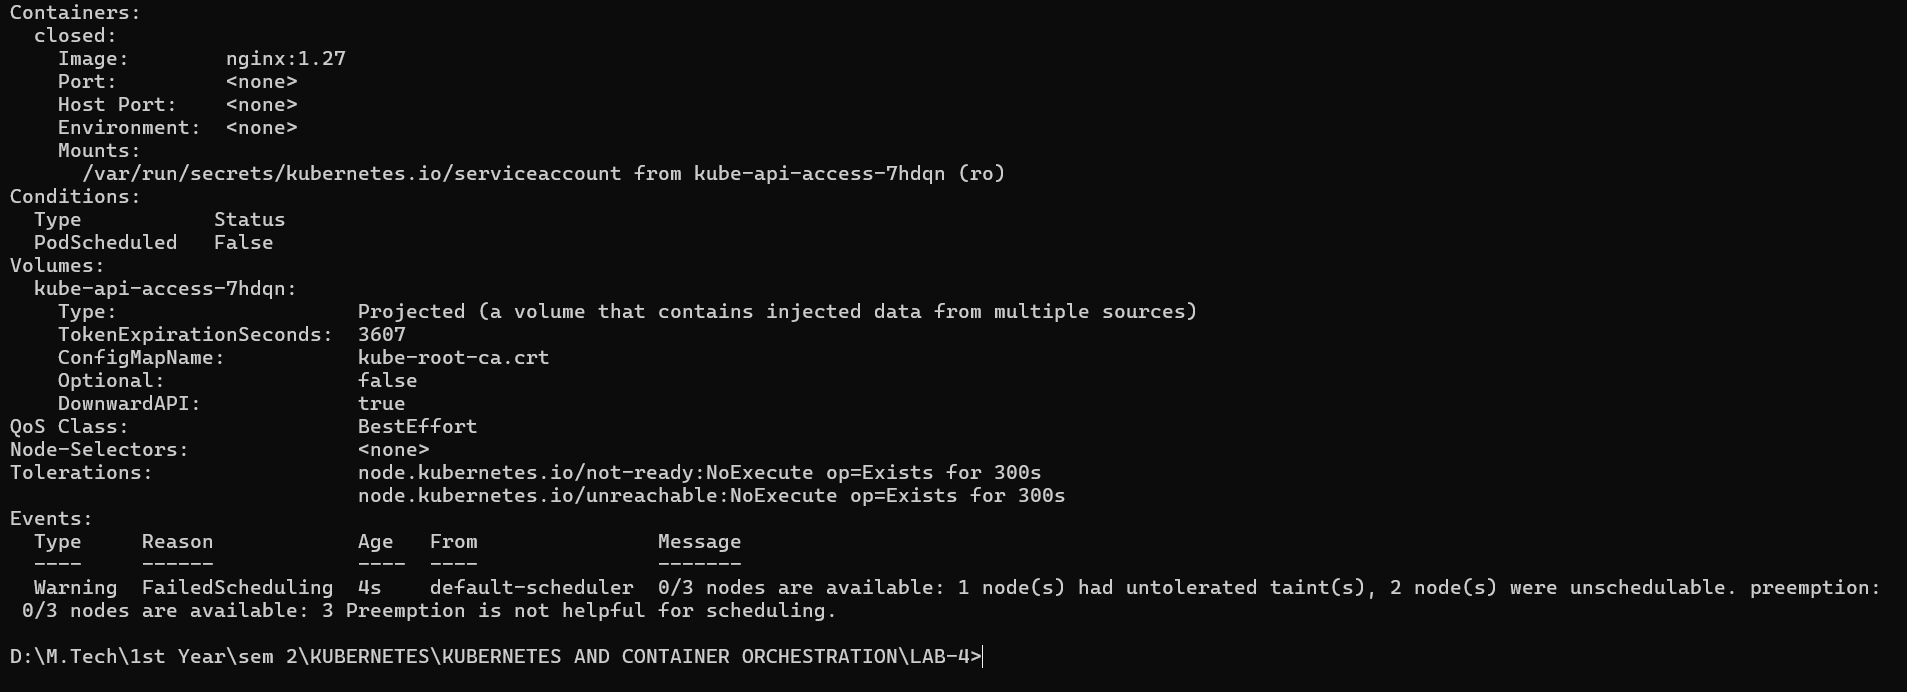 Containers:
  closed:
    Image:        nginx:1.27
    Port:         <none>
    Host Port:    <none>
    Environment:  <none>
    Mounts:
      /var/run/secrets/kubernetes.io/serviceaccount from kube-api-access-7hdqn (ro)
Conditions:
  Type           Status
  PodScheduled   False
Volumes:
  kube-api-access-7hdqn:
    Type:                    Projected (a volume that contains injected data from multiple sources)
    TokenExpirationSeconds:  3607
    ConfigMapName:           kube-root-ca.crt
    Optional:                false
    DownwardAPI:             true
QoS Class:                   BestEffort
Node-Selectors:              <none>
Tolerations:                 node.kubernetes.io/not-ready:NoExecute op=Exists for 300s
                             node.kubernetes.io/unreachable:NoExecute op=Exists for 300s
Events:
  Type     Reason            Age   From               Message
  ----     ------            ----  ----               -------
  Warning  FailedScheduling  4s    default-scheduler  0/3 nodes are available: 1 node(s) had untolerated taint(s), 2 node(s) were unschedulable. preemption:
 0/3 nodes are available: 3 Preemption is not helpful for scheduling.

D:\M.Tech\1st Year\sem 2\KUBERNETES\KUBERNETES AND CONTAINER ORCHESTRATION\LAB-4>